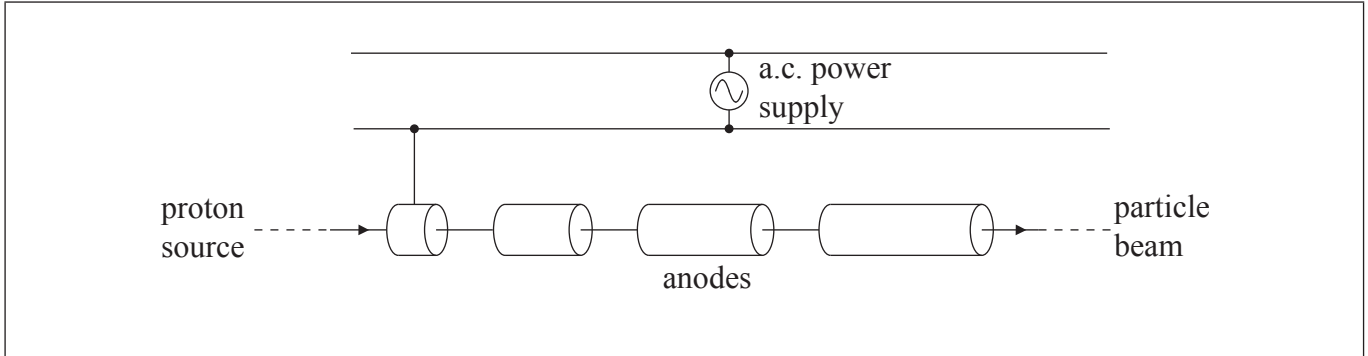 a.c. power
supply
proton
source
anodes
particle
beam